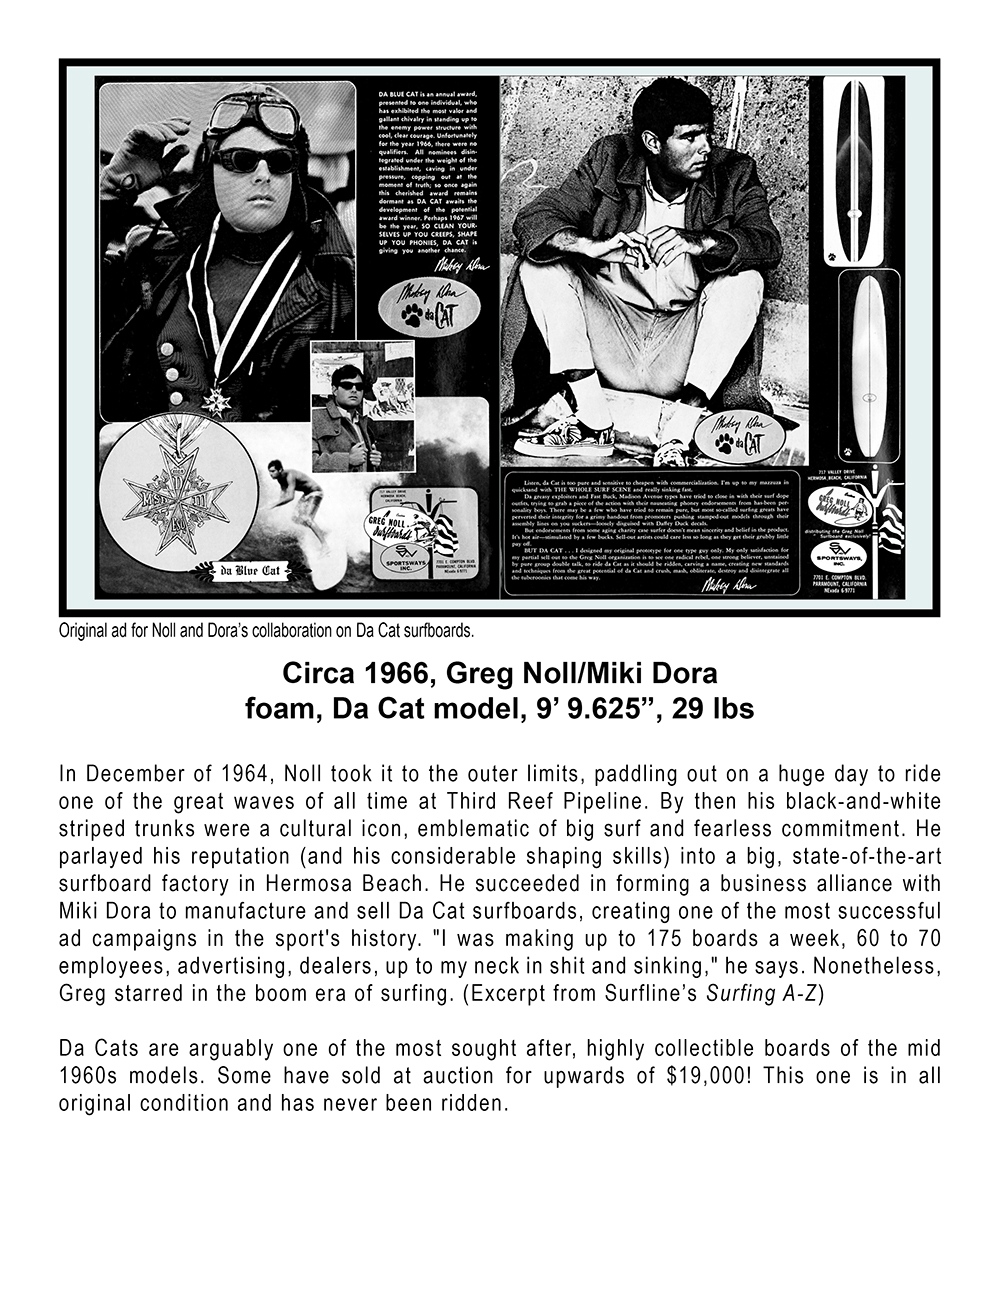 DA BLUE CAT is an annual award,
presented to one individual, who
has exhibited the most valor and
gallant chivalry in standing up to
the enemy power structure with
cool, clear courage. Unfortunately
for the year 1966, there were no
qualifiers. All nominees disin-
tegrated under the weight of the
establishment, caving in under
pressure, copping out at the
moment of truth; so once again
this cherished award remains
dormant as DA CAT awaits the
development of the potential
award winner. Perhaps 1967 will
be the year, SO CLEAN YOUR-
SELVES UP YOU CREEPS, SHAPE
UP YOU PHONIES, DA CAT is
giving you another chance.
Mickey Dora
Mickey Dora
da CAT
da Blue Cat
717 VALLEY DRIVE
HERMOSA BEACH,
CALIFORNIA
GREG NOLL
Surfboards
SPORTSWAYS,
INC.
7701 E. COMPTON BLVD.
PARAMOUNT, CALIFORNIA
NEvada 6-9771
Mickey Dora
da CAT
Listen, da Cat is too pure and sensitive to cheapen with commercialization. I'm up to my mazzuza in
quicksand with THE WHOLE SURF SCENE and really sinking fast.
Da greasy exploiters and Fast Buck, Madison Avenue types have tried to close in with their surf dope
outfits, trying to grab a piece of the action with their nauseating phoney endorsements from has-been per-
sonality boys. There may be a few who have tried to remain pure, but most so-called surfing greats have
perverted their integrity for a grimy handout from promoters pushing stamped-out models through their
assembly lines on you suckers—loosely disguised with Daffey Duck decals.
But endorsements from some aging charity case surfer doesn't mean sincerity and belief in the product.
It's hot air—stimulated by a few bucks. Sell-out artists could care less so long as they get their grubby little
pay off.
BUT DA CAT . . . I designed my original prototype for one type guy only. My only satisfaction for
my partial sell out to the Greg Noll organization is to see one radical rebel, one strong believer, untainted
by pure group double talk, to ride da Cat as it should be ridden, carving a name, creating new standards
and techniques from the great potential of da Cat and crush, mash, obliterate, destroy and disintegrate all
the tuberoonies that come his way.
Mickey Dora
717 VALLEY DRIVE
HERMOSA BEACH, CALIFORNIA
GREG NOLL
Surfboards
distributing the Greg Noll
Surfboard exclusively!
SPORTSWAYS,
INC.
7701 E. COMPTON BLVD.
PARAMOUNT, CALIFORNIA
NEvada 6-9771
Original ad for Noll and Dora's collaboration on Da Cat surfboards.
Circa 1966, Greg Noll/Miki Dora
foam, Da Cat model, 9’ 9.625”, 29 lbs
In December of 1964, Noll took it to the outer limits, paddling out on a huge day to ride
one of the great waves of all time at Third Reef Pipeline. By then his black-and-white
striped trunks were a cultural icon, emblematic of big surf and fearless commitment. He
parlayed his reputation (and his considerable shaping skills) into a big, state-of-the-art
surfboard factory in Hermosa Beach. He succeeded in forming a business alliance with
Miki Dora to manufacture and sell Da Cat surfboards, creating one of the most successful
ad campaigns in the sport's history. "I was making up to 175 boards a week, 60 to 70
employees, advertising, dealers, up to my neck in shit and sinking," he says. Nonetheless,
Greg starred in the boom era of surfing. (Excerpt from Surfline’s Surfing A-Z)
Da Cats are arguably one of the most sought after, highly collectible boards of the mid
1960s models. Some have sold at auction for upwards of $19,000! This one is in all
original condition and has never been ridden.